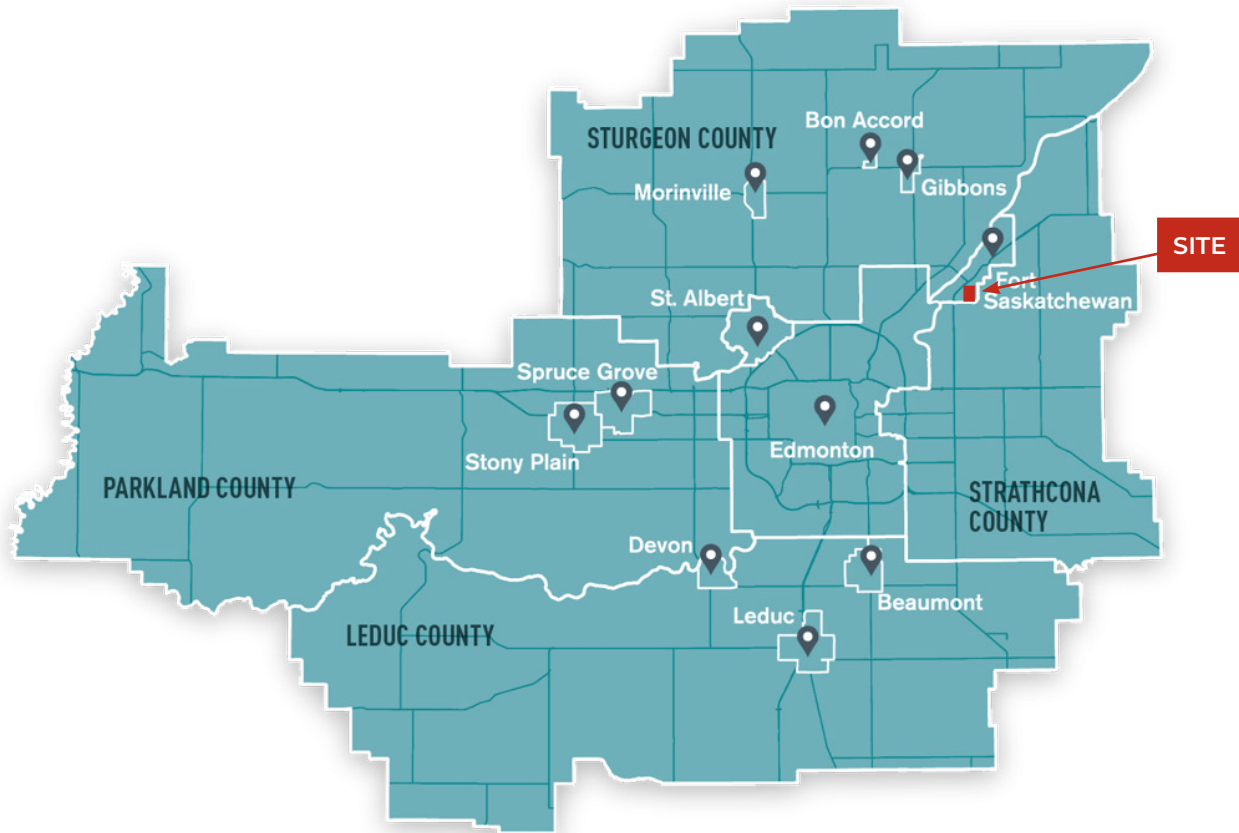 Bon Accord
STURGEON COUNTY
Morinville
Gibbons
SITE
Fort
Saskatchewan
St. Albert
Spruce Grove
Edmonton
Stony Plain
PARKLAND COUNTY
STRATHCONA
COUNTY
Devon
Beaumont
Leduc
LEDUC COUNTY